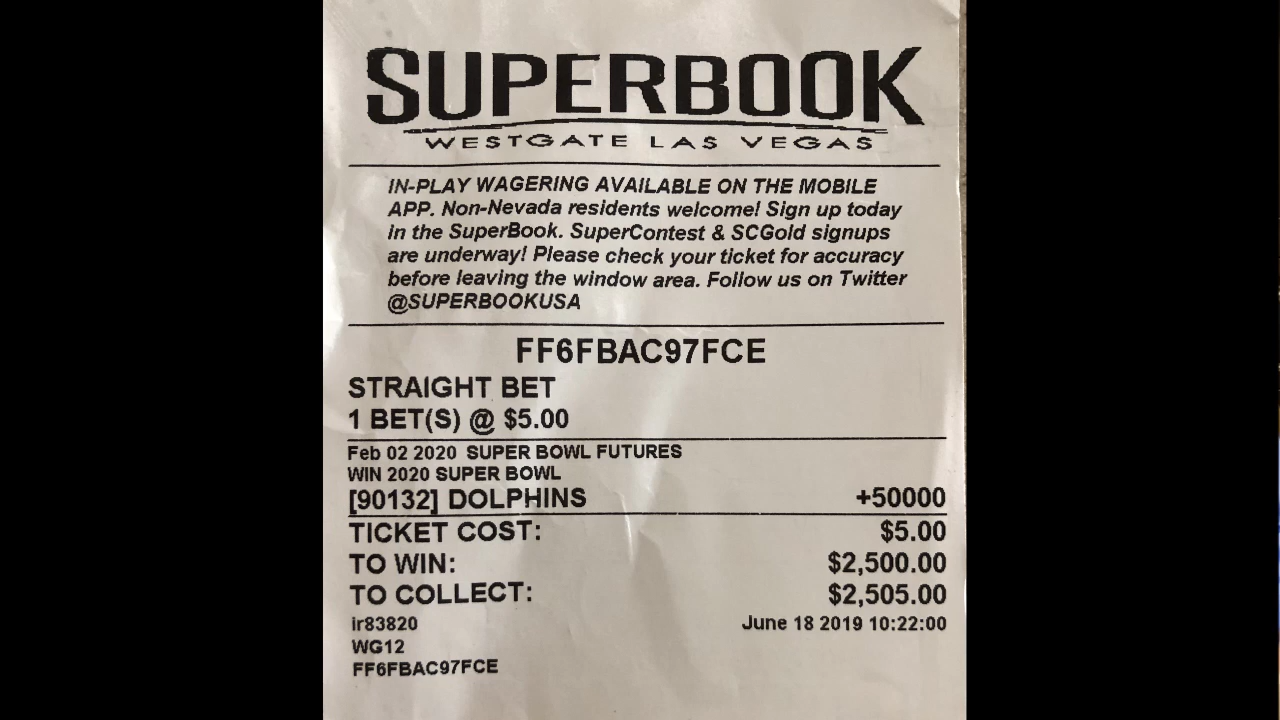 SUPERBOOK
WESTGATE LAS VEGAS
IN-PLAY WAGERING AVAILABLE ON THE MOBILE
APP. Non-Nevada residents welcome! Sign up today
in the SuperBook. SuperContest & SCGold signups
are underway! Please check your ticket for accuracy
before leaving the window area. Follow us on Twitter
@SUPERBOOKUSA
FF6FBAC97FCE
STRAIGHT BET
1 BET(S) @ $5.00
Feb 02 2020 SUPER BOWL FUTURES
WIN 2020 SUPER BOWL
[90132] DOLPHINS +50000
TICKET COST: $5.00
TO WIN: $2,500.00
TO COLLECT: $2,505.00
ir83820 June 18 2019 10:22:00
WG12
FF6FBAC97FCE